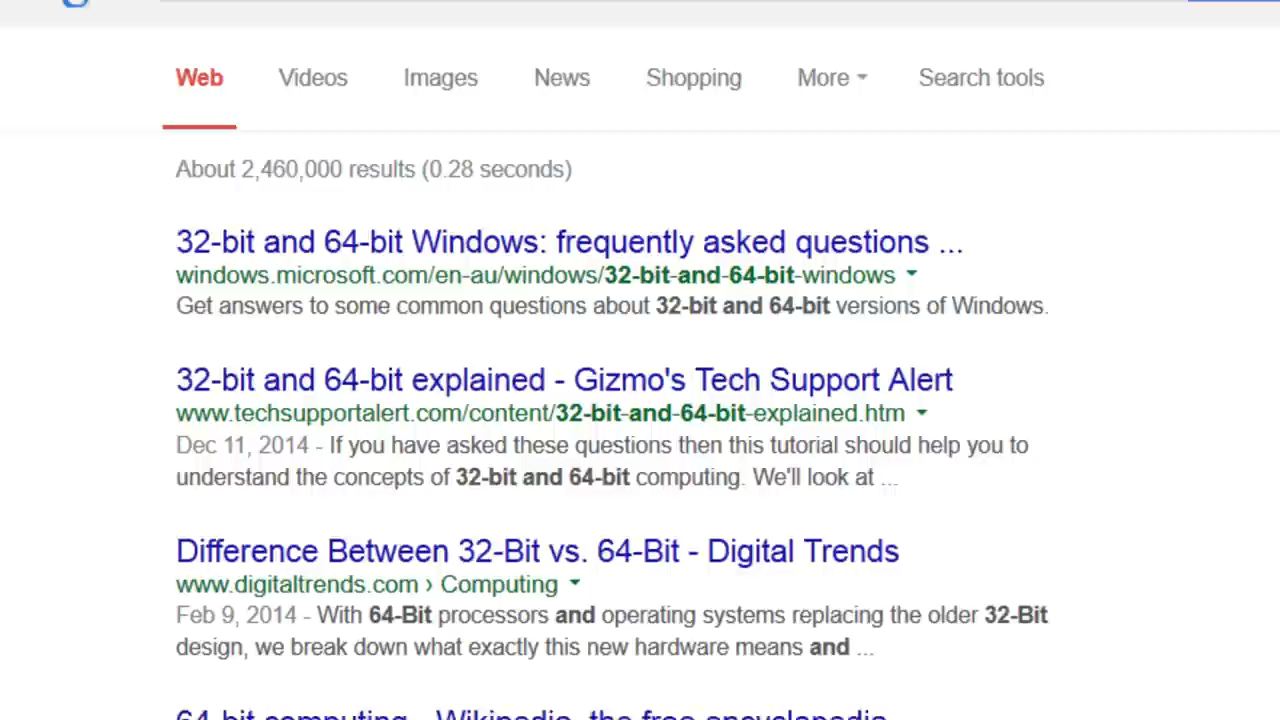 Web Videos Images News Shopping More Search tools
About 2,460,000 results (0.28 seconds)
32-bit and 64-bit Windows: frequently asked questions ...
windows.microsoft.com/en-au/windows/32-bit-and-64-bit-windows
Get answers to some common questions about 32-bit and 64-bit versions of Windows.
32-bit and 64-bit explained - Gizmo's Tech Support Alert
www.techsupportalert.com/content/32-bit-and-64-bit-explained.htm
Dec 11, 2014 - If you have asked these questions then this tutorial should help you to
understand the concepts of 32-bit and 64-bit computing. We'll look at ...
Difference Between 32-Bit vs. 64-Bit - Digital Trends
www.digitaltrends.com › Computing
Feb 9, 2014 - With 64-Bit processors and operating systems replacing the older 32-Bit
design, we break down what exactly this new hardware means and ...
64-bit computing - Wikipedia, the free encyclopedia